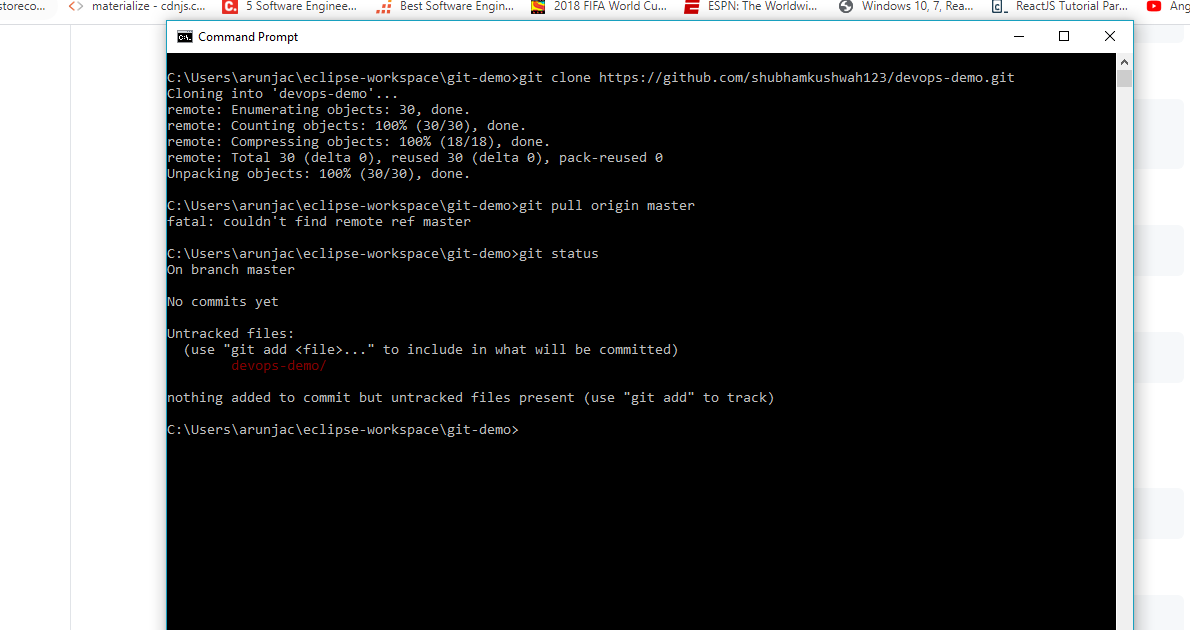 storeco... <> materialize - cdnjs.c... C. 5 Software Enginee... Best Software Engin... 2018 FIFA World Cu... ESPN: The Worldwi... Windows 10, 7, Rea... ReactJS Tutorial Par... Ang
C:\. Command Prompt
C:\Users\arunjac\eclipse-workspace\git-demo>git clone https://github.com/shubhamkushwah123/devops-demo.git
Cloning into 'devops-demo'...
remote: Enumerating objects: 30, done.
remote: Counting objects: 100% (30/30), done.
remote: Compressing objects: 100% (18/18), done.
remote: Total 30 (delta 0), reused 30 (delta 0), pack-reused 0
Unpacking objects: 100% (30/30), done.
C:\Users\arunjac\eclipse-workspace\git-demo>git pull origin master
fatal: couldn't find remote ref master
C:\Users\arunjac\eclipse-workspace\git-demo>git status
On branch master
No commits yet
Untracked files:
(use "git add <file>..." to include in what will be committed)
devops-demo/
nothing added to commit but untracked files present (use "git add" to track)
C:\Users\arunjac\eclipse-workspace\git-demo>